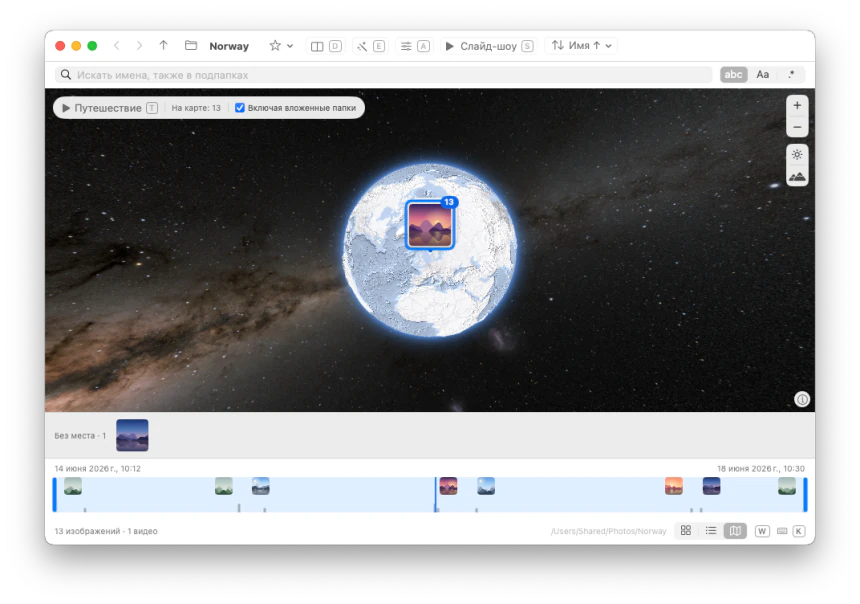 Norway
D
E
A
Слайд-шоу S
Имя
Искать имена, также в подпапках
abc
Aa
.*
Путешествие T
На карте: 13
Включая вложенные папки
+
−
13
Без места · 1
14 июня 2026 г., 10:12
18 июня 2026 г., 10:30
13 изображений · 1 видео
/Users/Shared/Photos/Norway
W
K